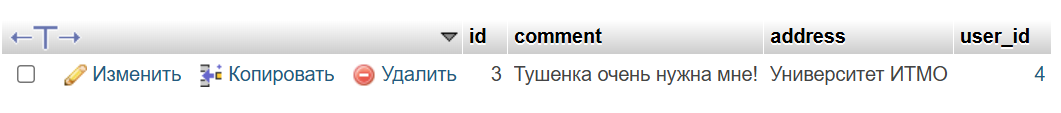 ←T→ id comment address user_id
Изменить Копировать Удалить 3 Тушенка очень нужна мне! Университет ИТМО 4